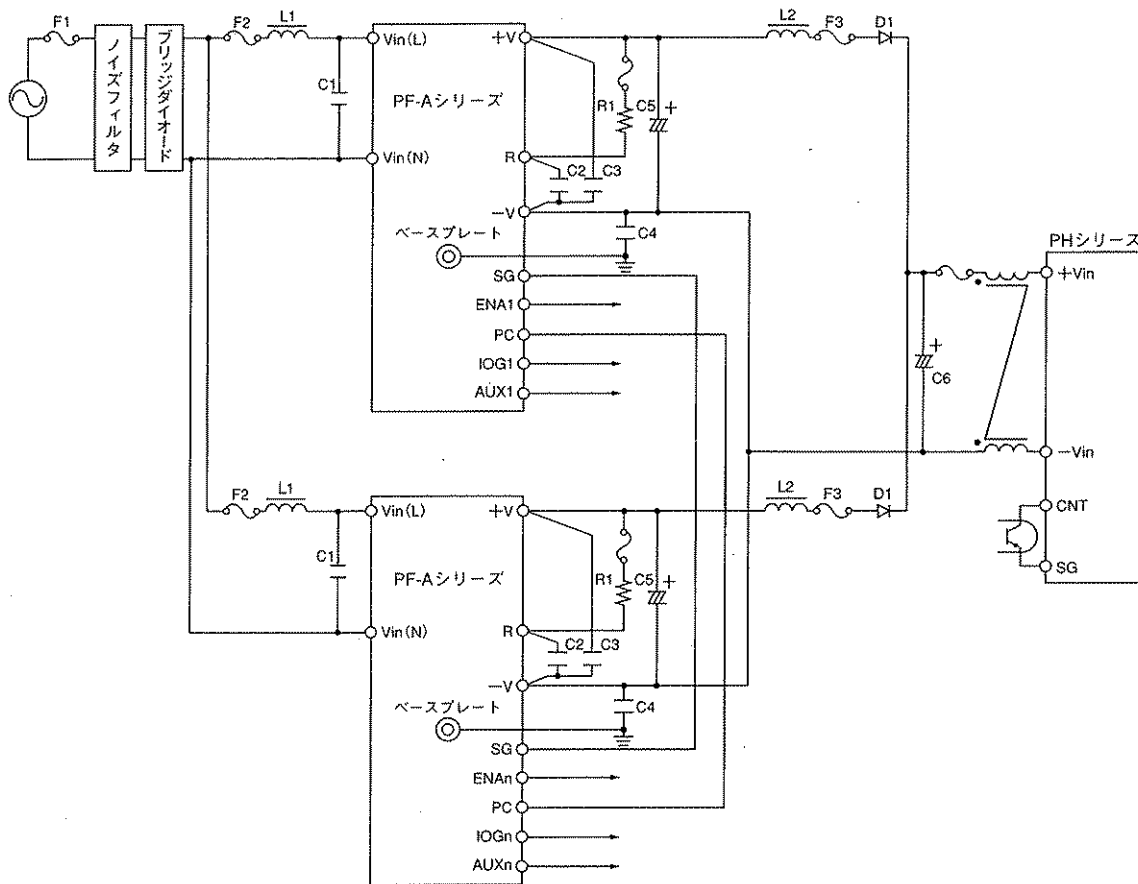 F1
ノイズフィルタ
ブリッジダイオード
F2
L1
C1
Vin(L)
Vin(N)
PF-Aシリーズ
+V
R
−V
ベースプレート
SG
ENA1
PC
IOG1
AUX1
R1
C5
+
C2
C3
C4
L2
F3
D1
PHシリーズ
+Vin
+
C6
−Vin
CNT
SG
F2
L1
C1
Vin(L)
Vin(N)
PF-Aシリーズ
+V
R
−V
ベースプレート
SG
ENAn
PC
IOGn
AUXn
R1
C5
+
C2
C3
C4
L2
F3
D1